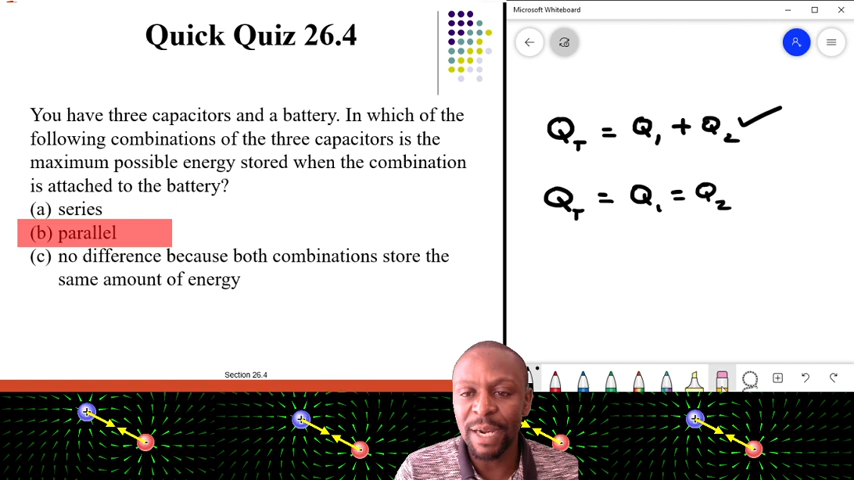 Quick Quiz 26.4
You have three capacitors and a battery. In which of the
following combinations of the three capacitors is the
maximum possible energy stored when the combination
is attached to the battery?
(a) series
(b) parallel
(c) no difference because both combinations store the
same amount of energy
Section 26.4
Microsoft Whiteboard
Q_T = Q_1 + Q_2 ✓
Q_T = Q_1 = Q_2